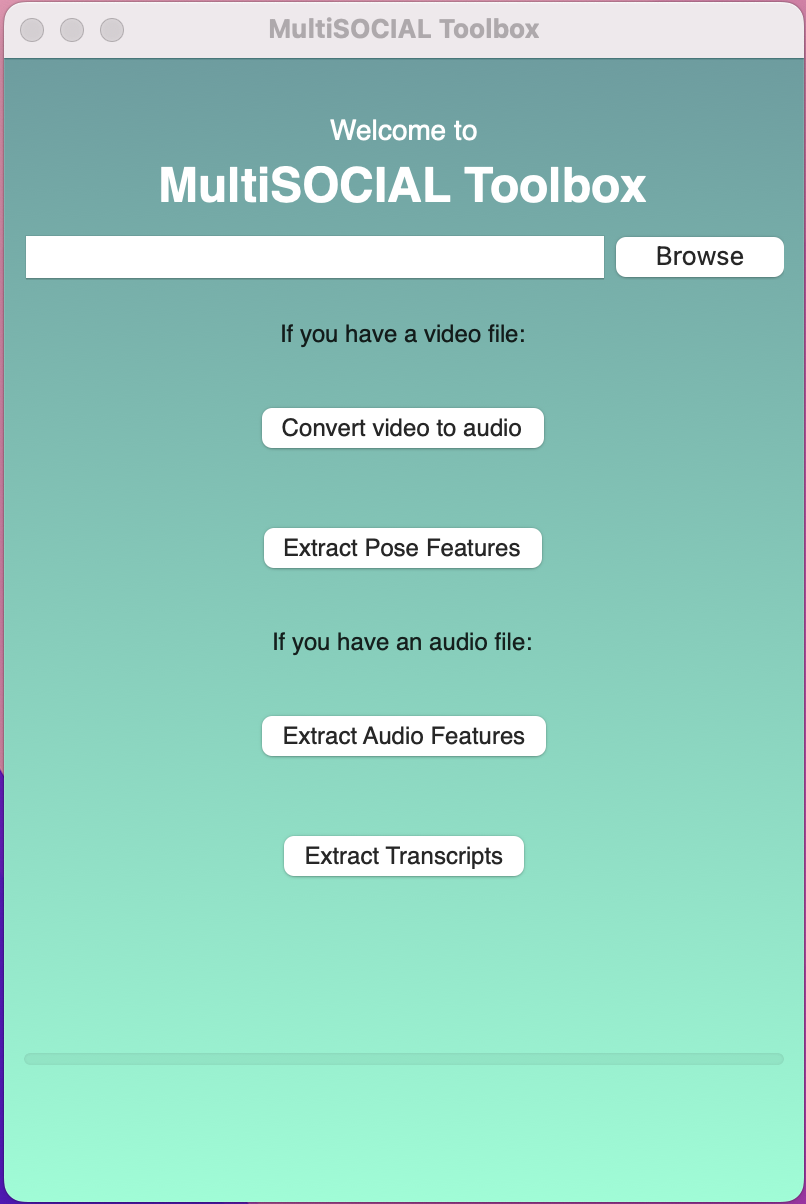 MultiSOCIAL Toolbox
Welcome to
MultiSOCIAL Toolbox
Browse
If you have a video file:
Convert video to audio
Extract Pose Features
If you have an audio file:
Extract Audio Features
Extract Transcripts